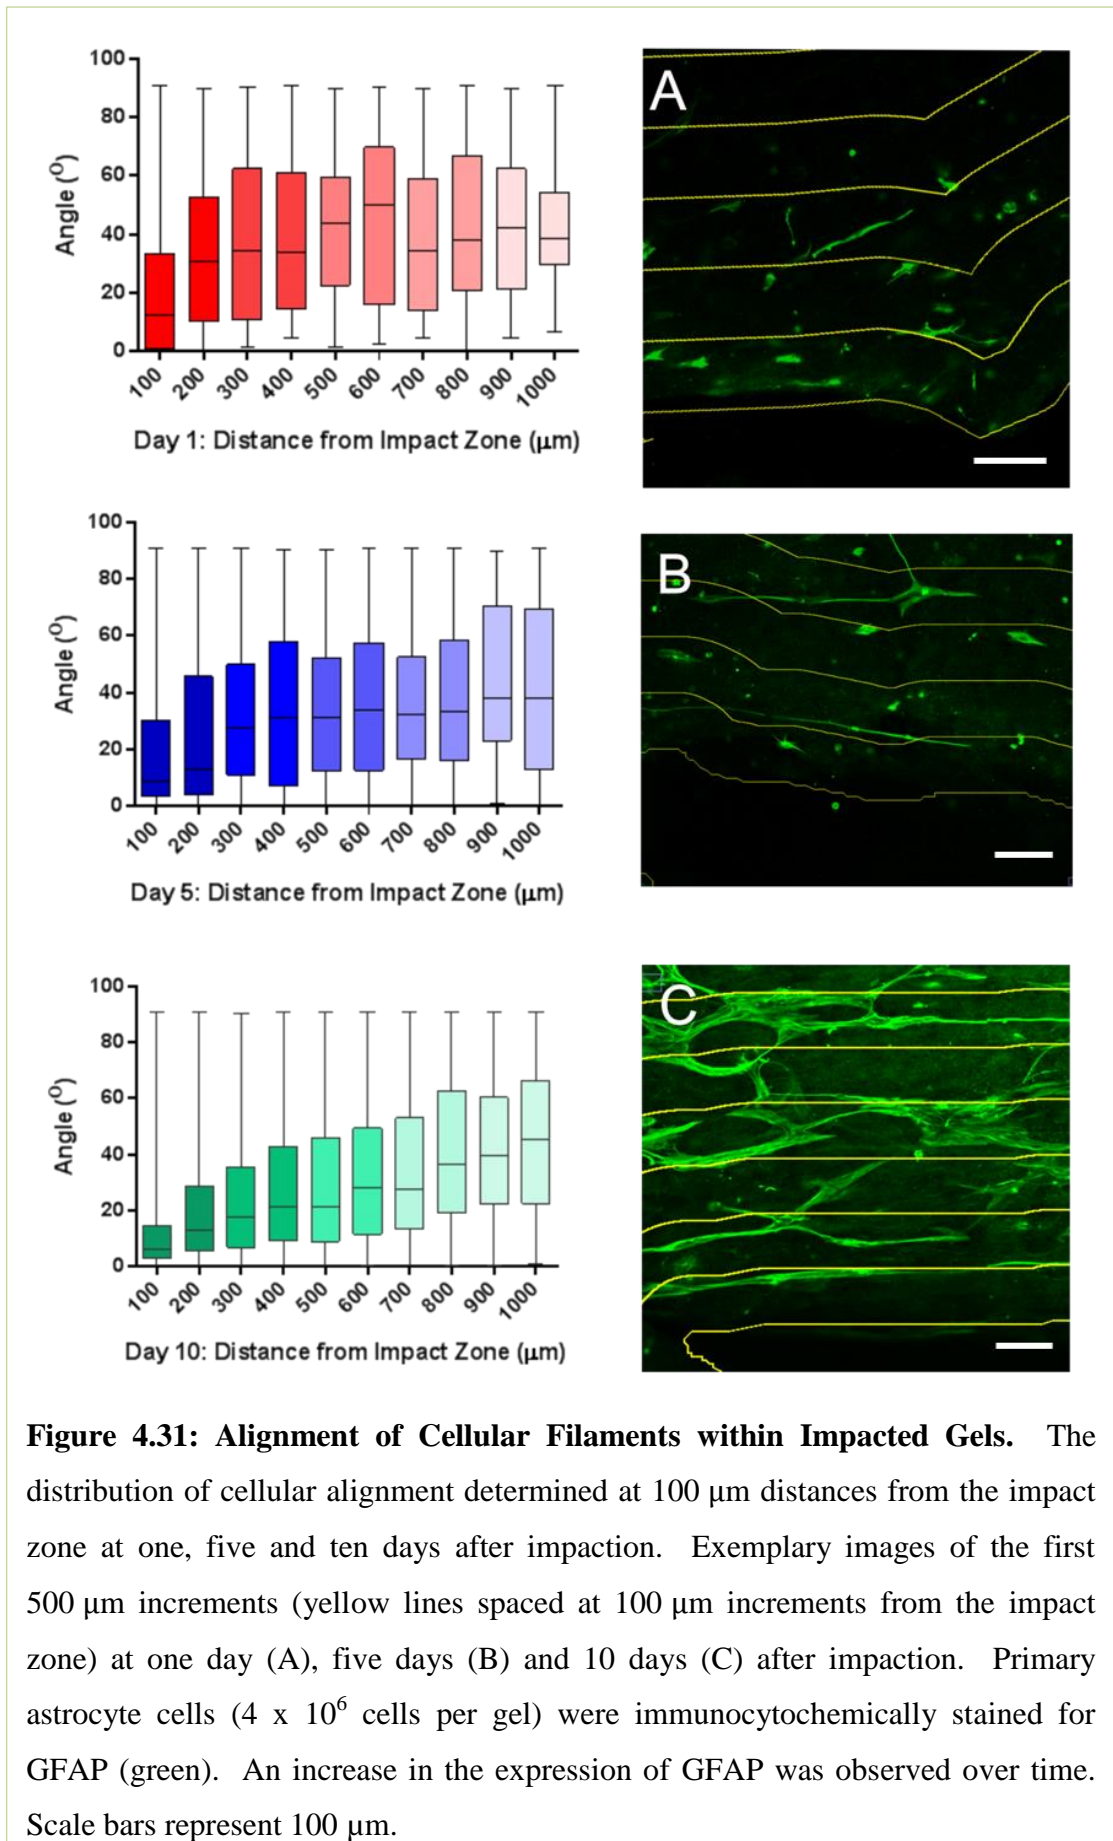 100
80
60
40
20
0
Angle (O)
100
200
300
400
500
600
700
800
900
1000
Day 1: Distance from Impact Zone (μm)
A
100
80
60
40
20
0
Angle (O)
100
200
300
400
500
600
700
800
900
1000
Day 5: Distance from Impact Zone (μm)
B
100
80
60
40
20
0
Angle (O)
100
200
300
400
500
600
700
800
900
1000
Day 10: Distance from Impact Zone (μm)
C
Figure 4.31: Alignment of Cellular Filaments within Impacted Gels. The
distribution of cellular alignment determined at 100 μm distances from the impact
zone at one, five and ten days after impaction. Exemplary images of the first
500 μm increments (yellow lines spaced at 100 μm increments from the impact
zone) at one day (A), five days (B) and 10 days (C) after impaction. Primary
astrocyte cells (4 x 10⁶ cells per gel) were immunocytochemically stained for
GFAP (green). An increase in the expression of GFAP was observed over time.
Scale bars represent 100 μm.